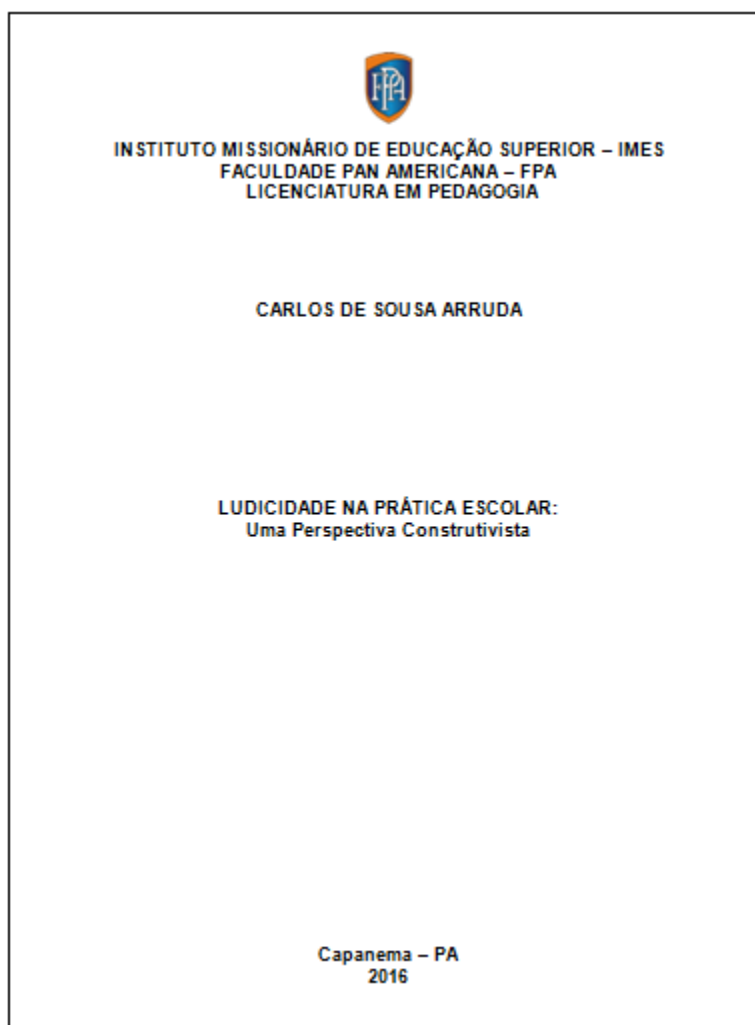 FPA
INSTITUTO MISSIONÁRIO DE EDUCAÇÃO SUPERIOR – IMES
FACULDADE PAN AMERICANA – FPA
LICENCIATURA EM PEDAGOGIA
CARLOS DE SOUSA ARRUDA
LUDICIDADE NA PRÁTICA ESCOLAR:
Uma Perspectiva Construtivista
Capanema – PA
2016